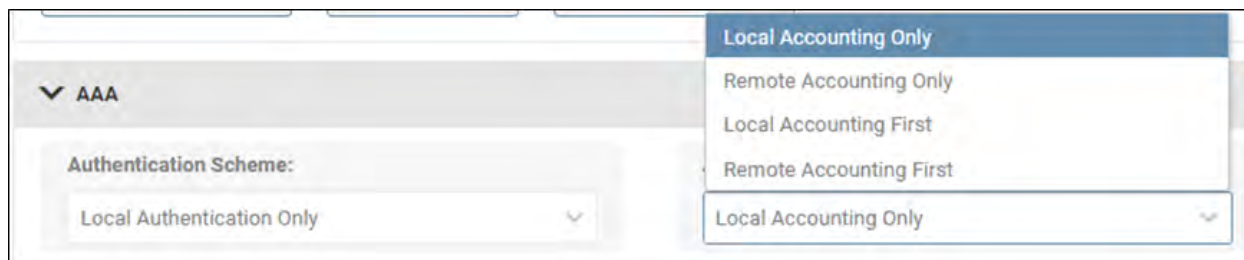 Local Accounting Only
Remote Accounting Only
AAA
Local Accounting First
Authentication Scheme:
Remote Accounting First
Local Authentication Only
Local Accounting Only